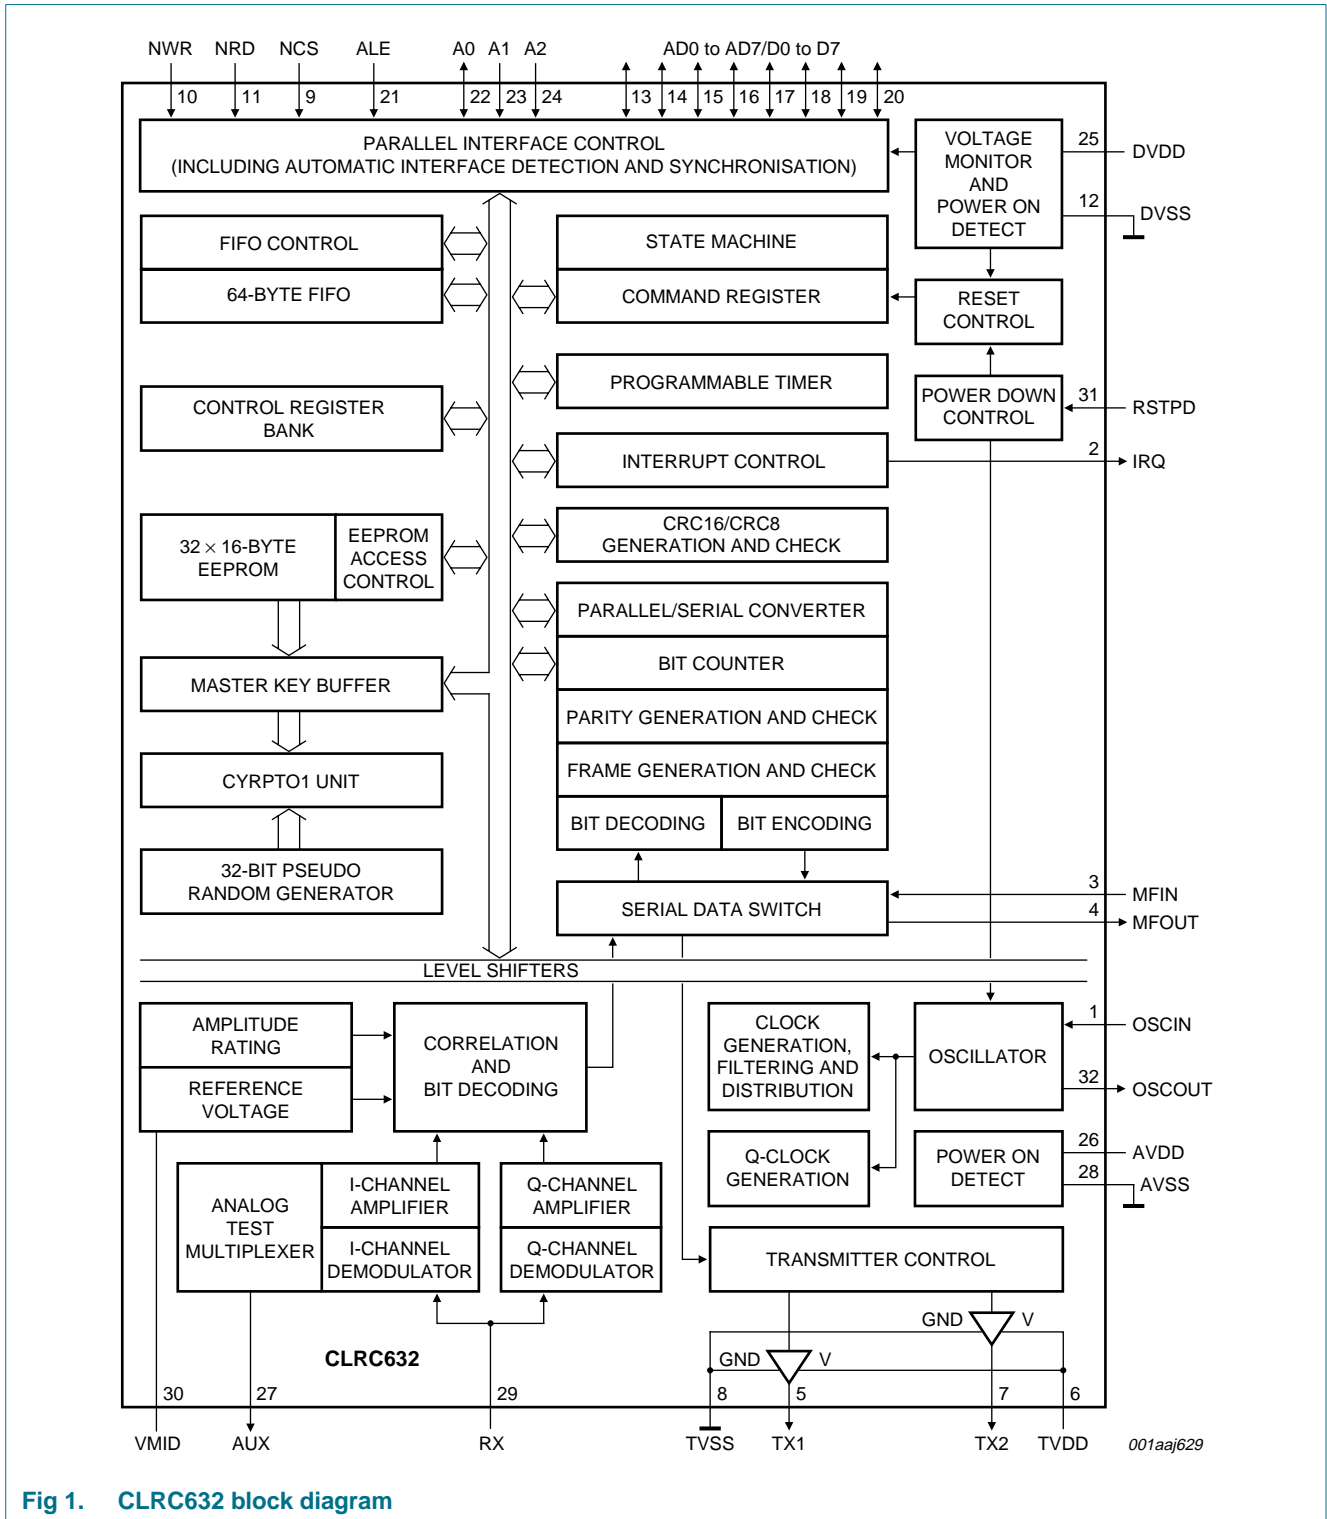 NWR NRD NCS ALE A0 A1 A2 AD0 to AD7/D0 to D7
10 11 9 21 22 23 24 13 14 15 16 17 18 19 20
PARALLEL INTERFACE CONTROL
(INCLUDING AUTOMATIC INTERFACE DETECTION AND SYNCHRONISATION)
VOLTAGE
MONITOR
AND
POWER ON
DETECT
25
DVDD
12
DVSS
FIFO CONTROL
64-BYTE FIFO
STATE MACHINE
COMMAND REGISTER
RESET
CONTROL
PROGRAMMABLE TIMER
CONTROL REGISTER
BANK
POWER DOWN
CONTROL
31
RSTPD
INTERRUPT CONTROL
2
IRQ
32 × 16-BYTE
EEPROM
EEPROM
ACCESS
CONTROL
CRC16/CRC8
GENERATION AND CHECK
PARALLEL/SERIAL CONVERTER
BIT COUNTER
MASTER KEY BUFFER
PARITY GENERATION AND CHECK
FRAME GENERATION AND CHECK
CYRPTO1 UNIT
BIT DECODING
BIT ENCODING
32-BIT PSEUDO
RANDOM GENERATOR
SERIAL DATA SWITCH
3
MFIN
4
MFOUT
LEVEL SHIFTERS
AMPLITUDE
RATING
REFERENCE
VOLTAGE
CORRELATION
AND
BIT DECODING
CLOCK
GENERATION,
FILTERING AND
DISTRIBUTION
OSCILLATOR
1
OSCIN
32
OSCOUT
Q-CLOCK
GENERATION
POWER ON
DETECT
26
AVDD
28
AVSS
ANALOG
TEST
MULTIPLEXER
I-CHANNEL
AMPLIFIER
I-CHANNEL
DEMODULATOR
Q-CHANNEL
AMPLIFIER
Q-CHANNEL
DEMODULATOR
TRANSMITTER CONTROL
GND V
GND V
CLRC632
30 27 29 8 5 7 6
VMID AUX RX TVSS TX1 TX2 TVDD
001aaj629
Fig 1. CLRC632 block diagram